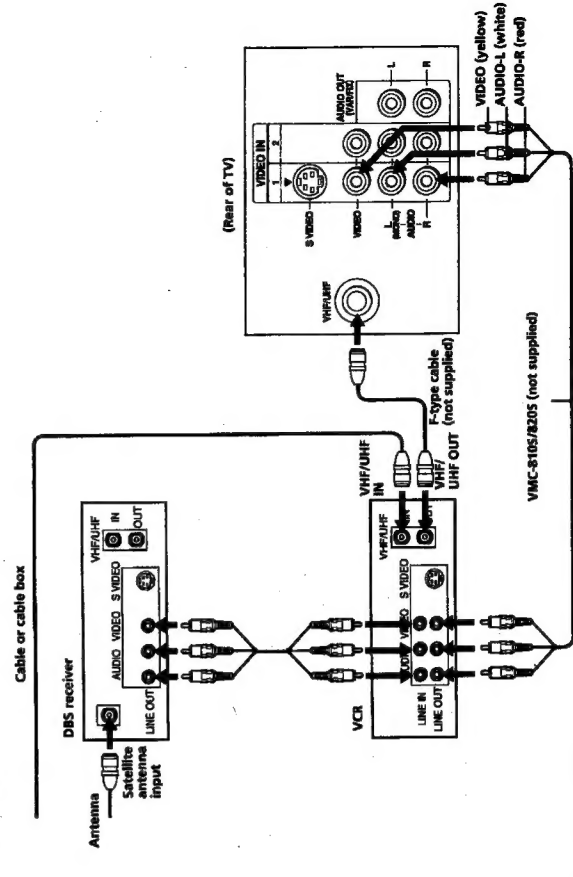 Cable or cable box
DBS receiver
VHF/UHF
IN
OUT
AUDIO VIDEO S VIDEO
LINE OUT
Antenna
Satellite
antenna
input
VCR
VHF/UHF
IN
OUT
AUDIO VIDEO S VIDEO
LINE IN
LINE OUT
VHF/UHF
IN
VHF/
UHF OUT
F-type cable
(not supplied)
(Rear of TV)
VHF/UHF
VIDEO IN
1 2
S VIDEO
VIDEO
L
(MONO)
AUDIO
R
AUDIO OUT
(VAR/FIX)
L
R
VIDEO (yellow)
AUDIO-L (white)
AUDIO-R (red)
VMC-810S/820S (not supplied)